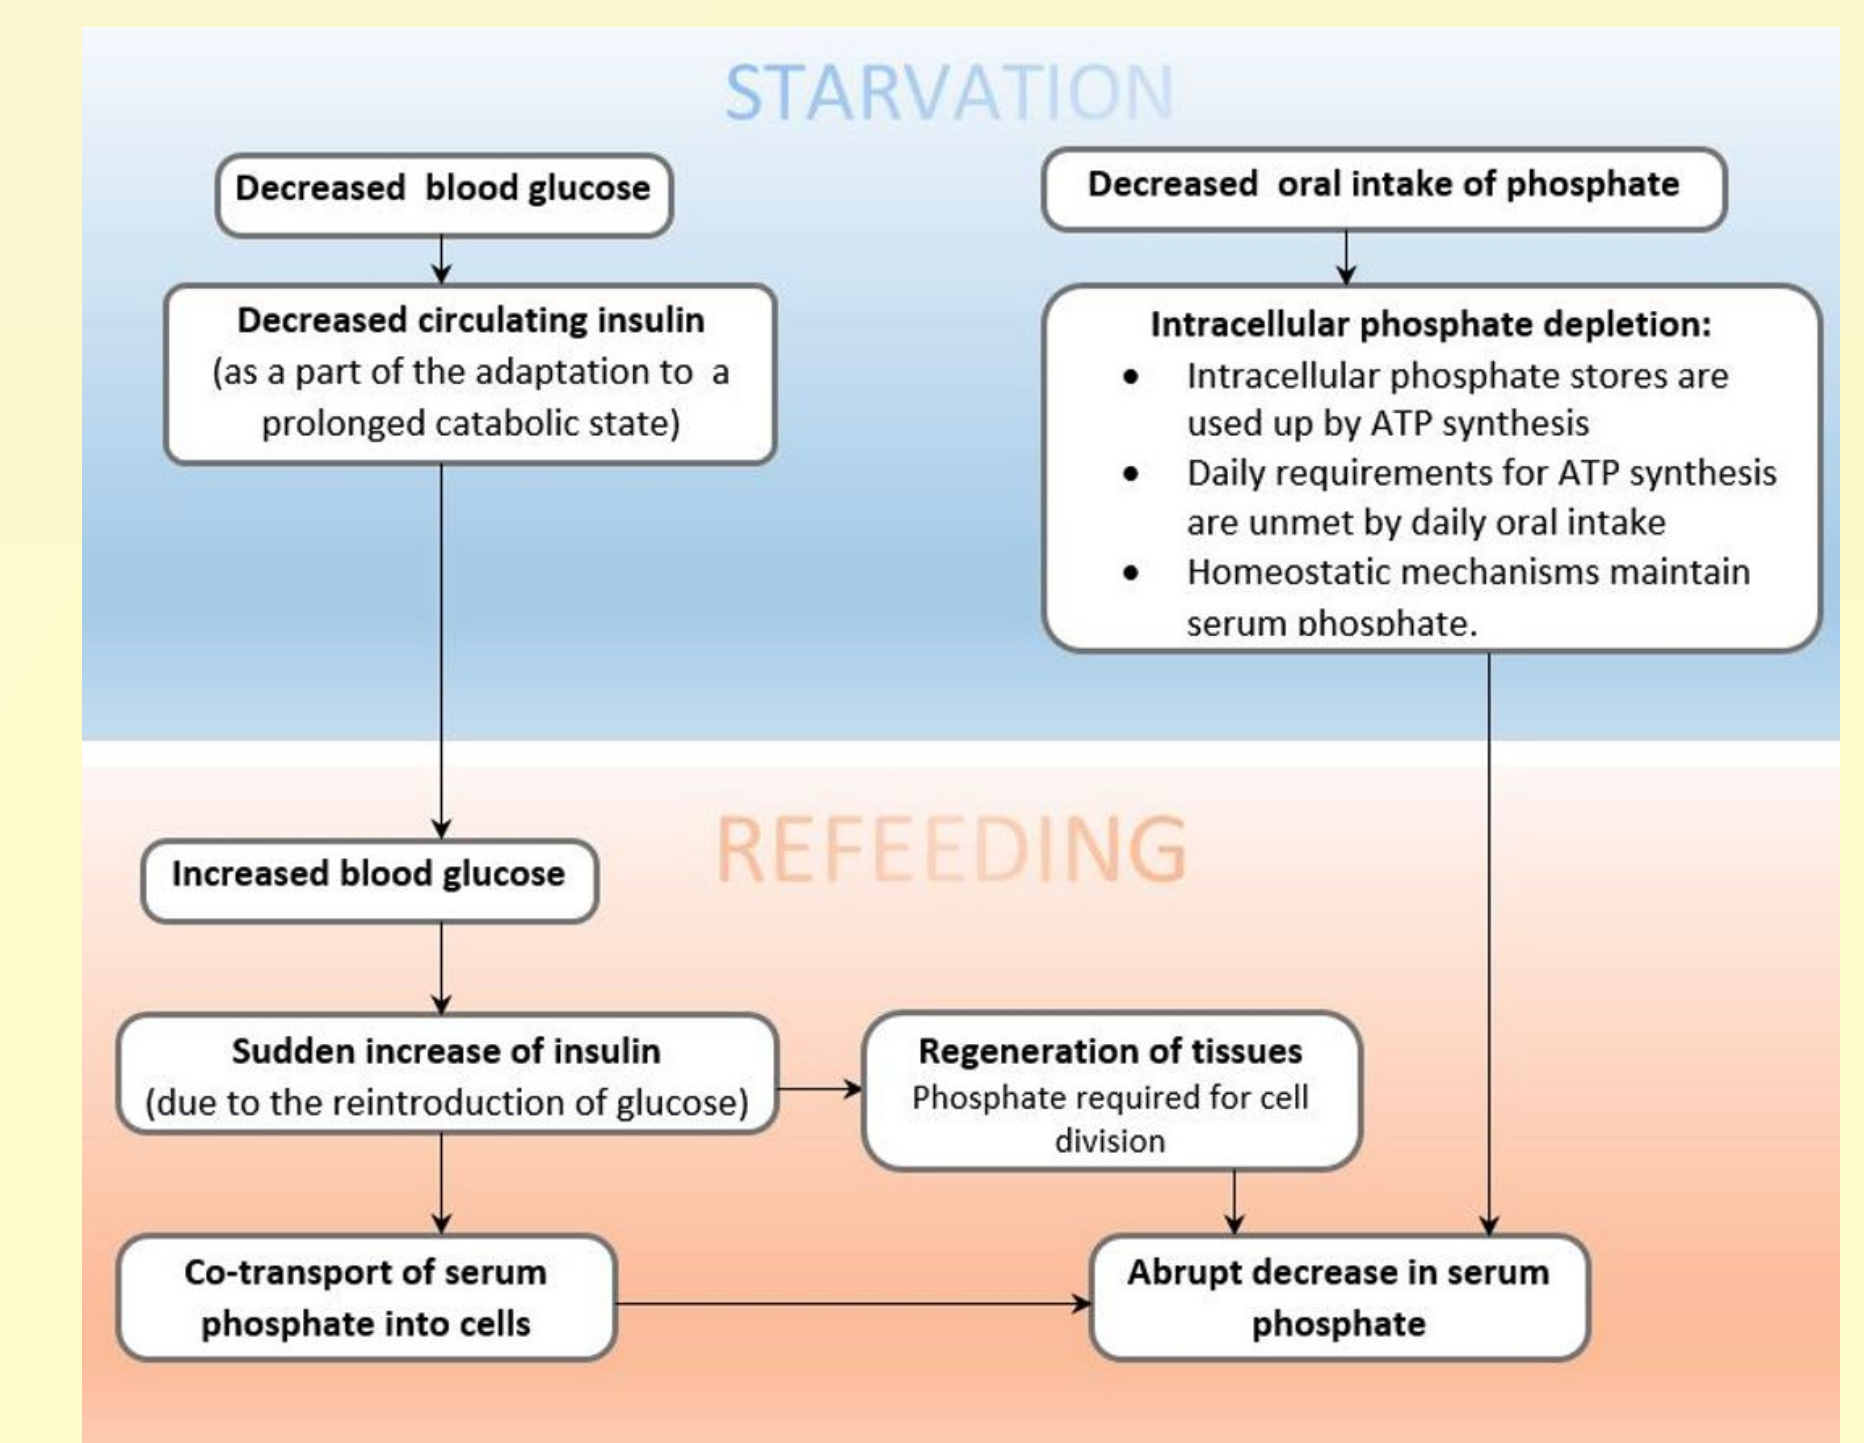 STARVATION
Decreased blood glucose
Decreased oral intake of phosphate
Decreased circulating insulin
(as a part of the adaptation to a
prolonged catabolic state)
Intracellular phosphate depletion:
• Intracellular phosphate stores are
used up by ATP synthesis
• Daily requirements for ATP synthesis
are unmet by daily oral intake
• Homeostatic mechanisms maintain
serum phosphate.
REFEEDING
Increased blood glucose
Sudden increase of insulin
(due to the reintroduction of glucose)
Regeneration of tissues
Phosphate required for cell
division
Co-transport of serum
phosphate into cells
Abrupt decrease in serum
phosphate